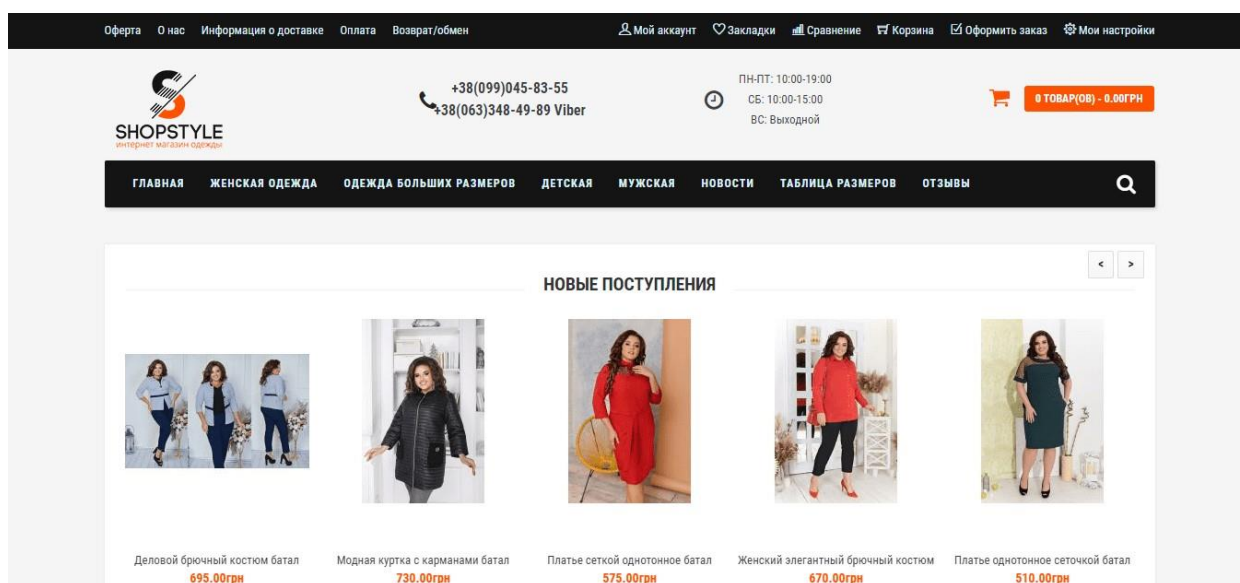 Оферта О нас Информация о доставке Оплата Возврат/обмен Мой аккаунт Закладки Сравнение Корзина Оформить заказ Мои настройки
SHOPSTYLE
интернет магазин одежды
+38(099)045-83-55
+38(063)348-49-89 Viber
ПН-ПТ: 10:00-19:00
СБ: 10:00-15:00
ВС: Выходной
0 ТОВАР(ОВ) - 0.00ГРН
ГЛАВНАЯ ЖЕНСКАЯ ОДЕЖДА ОДЕЖДА БОЛЬШИХ РАЗМЕРОВ ДЕТСКАЯ МУЖСКАЯ НОВОСТИ ТАБЛИЦА РАЗМЕРОВ ОТЗЫВЫ
< >
НОВЫЕ ПОСТУПЛЕНИЯ
Деловой брючный костюм батал Модная куртка с карманами батал Платье сеткой однотонное батал Женский элегантный брючный костюм Платье однотонное сеточкой батал
695.00грн 730.00грн 575.00грн 670.00грн 510.00грн